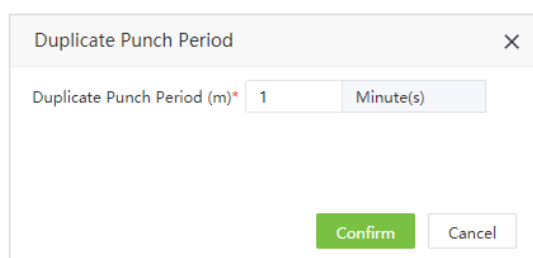 Duplicate Punch Period
Duplicate Punch Period (m)* 1 Minute(s)
Confirm Cancel